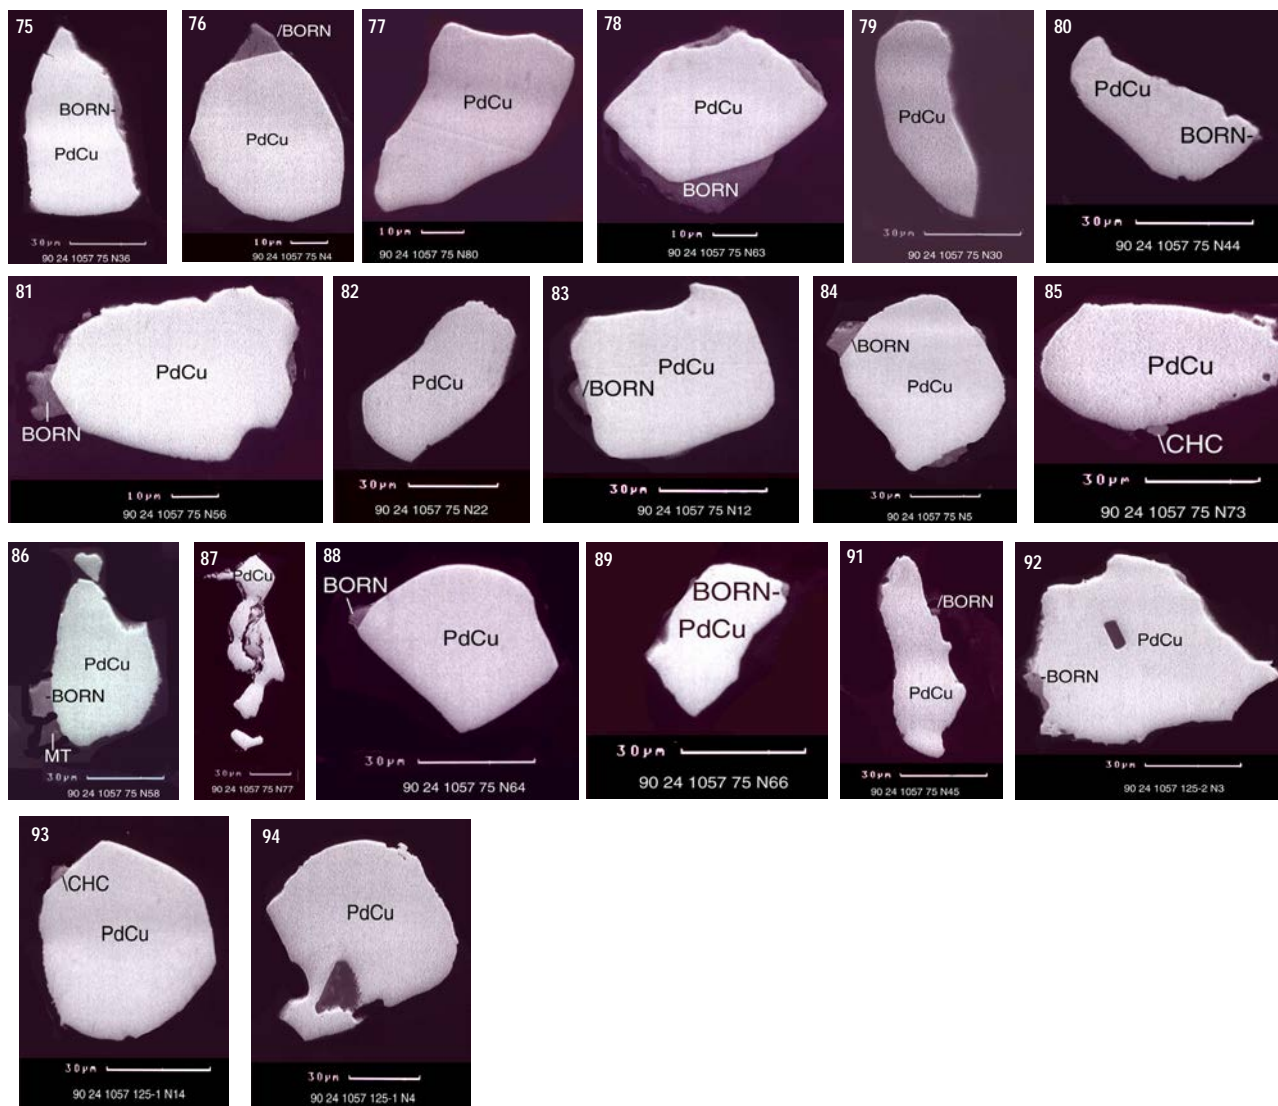 75
BORN-
PdCu
30µm
90 24 1057 75 N36
76
/BORN
PdCu
10µm
90 24 1057 75 N4
77
PdCu
10µm
90 24 1057 75 N80
78
PdCu
BORN
10µm
90 24 1057 75 N63
79
PdCu
30µm
90 24 1057 75 N30
80
PdCu
BORN-
30µm
90 24 1057 75 N44
81
PdCu
BORN
10µm
90 24 1057 75 N56
82
PdCu
30µm
90 24 1057 75 N22
83
PdCu
/BORN
30µm
90 24 1057 75 N12
84
\BORN
PdCu
30µm
90 24 1057 75 N5
85
PdCu
\CHC
30µm
90 24 1057 75 N73
86
PdCu
-BORN
MT
30µm
90 24 1057 75 N58
87
PdCu
30µm
90 24 1057 75 N77
88
BORN
PdCu
30µm
90 24 1057 75 N64
89
BORN-
PdCu
30µm
90 24 1057 75 N66
91
/BORN
PdCu
30µm
90 24 1057 75 N45
92
PdCu
-BORN
30µm
90 24 1057 125-2 N3
93
\CHC
PdCu
30µm
90 24 1057 125-1 N14
94
PdCu
30µm
90 24 1057 125-1 N4